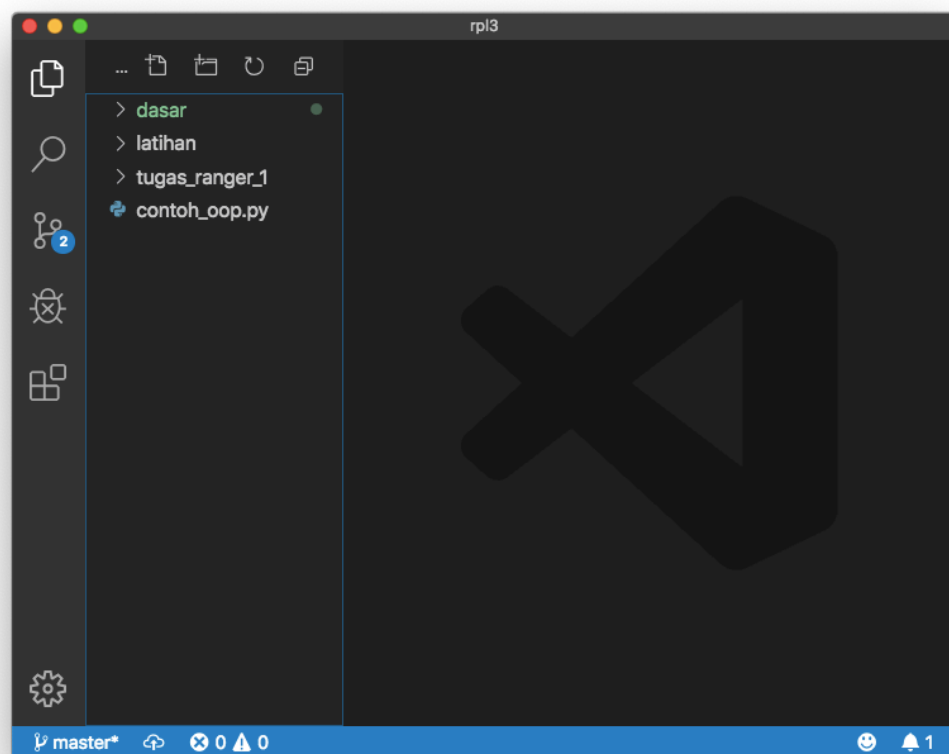 rpl3
...
dasar
latihan
tugas_ranger_1
contoh_oop.py
2
master* 0 0 1